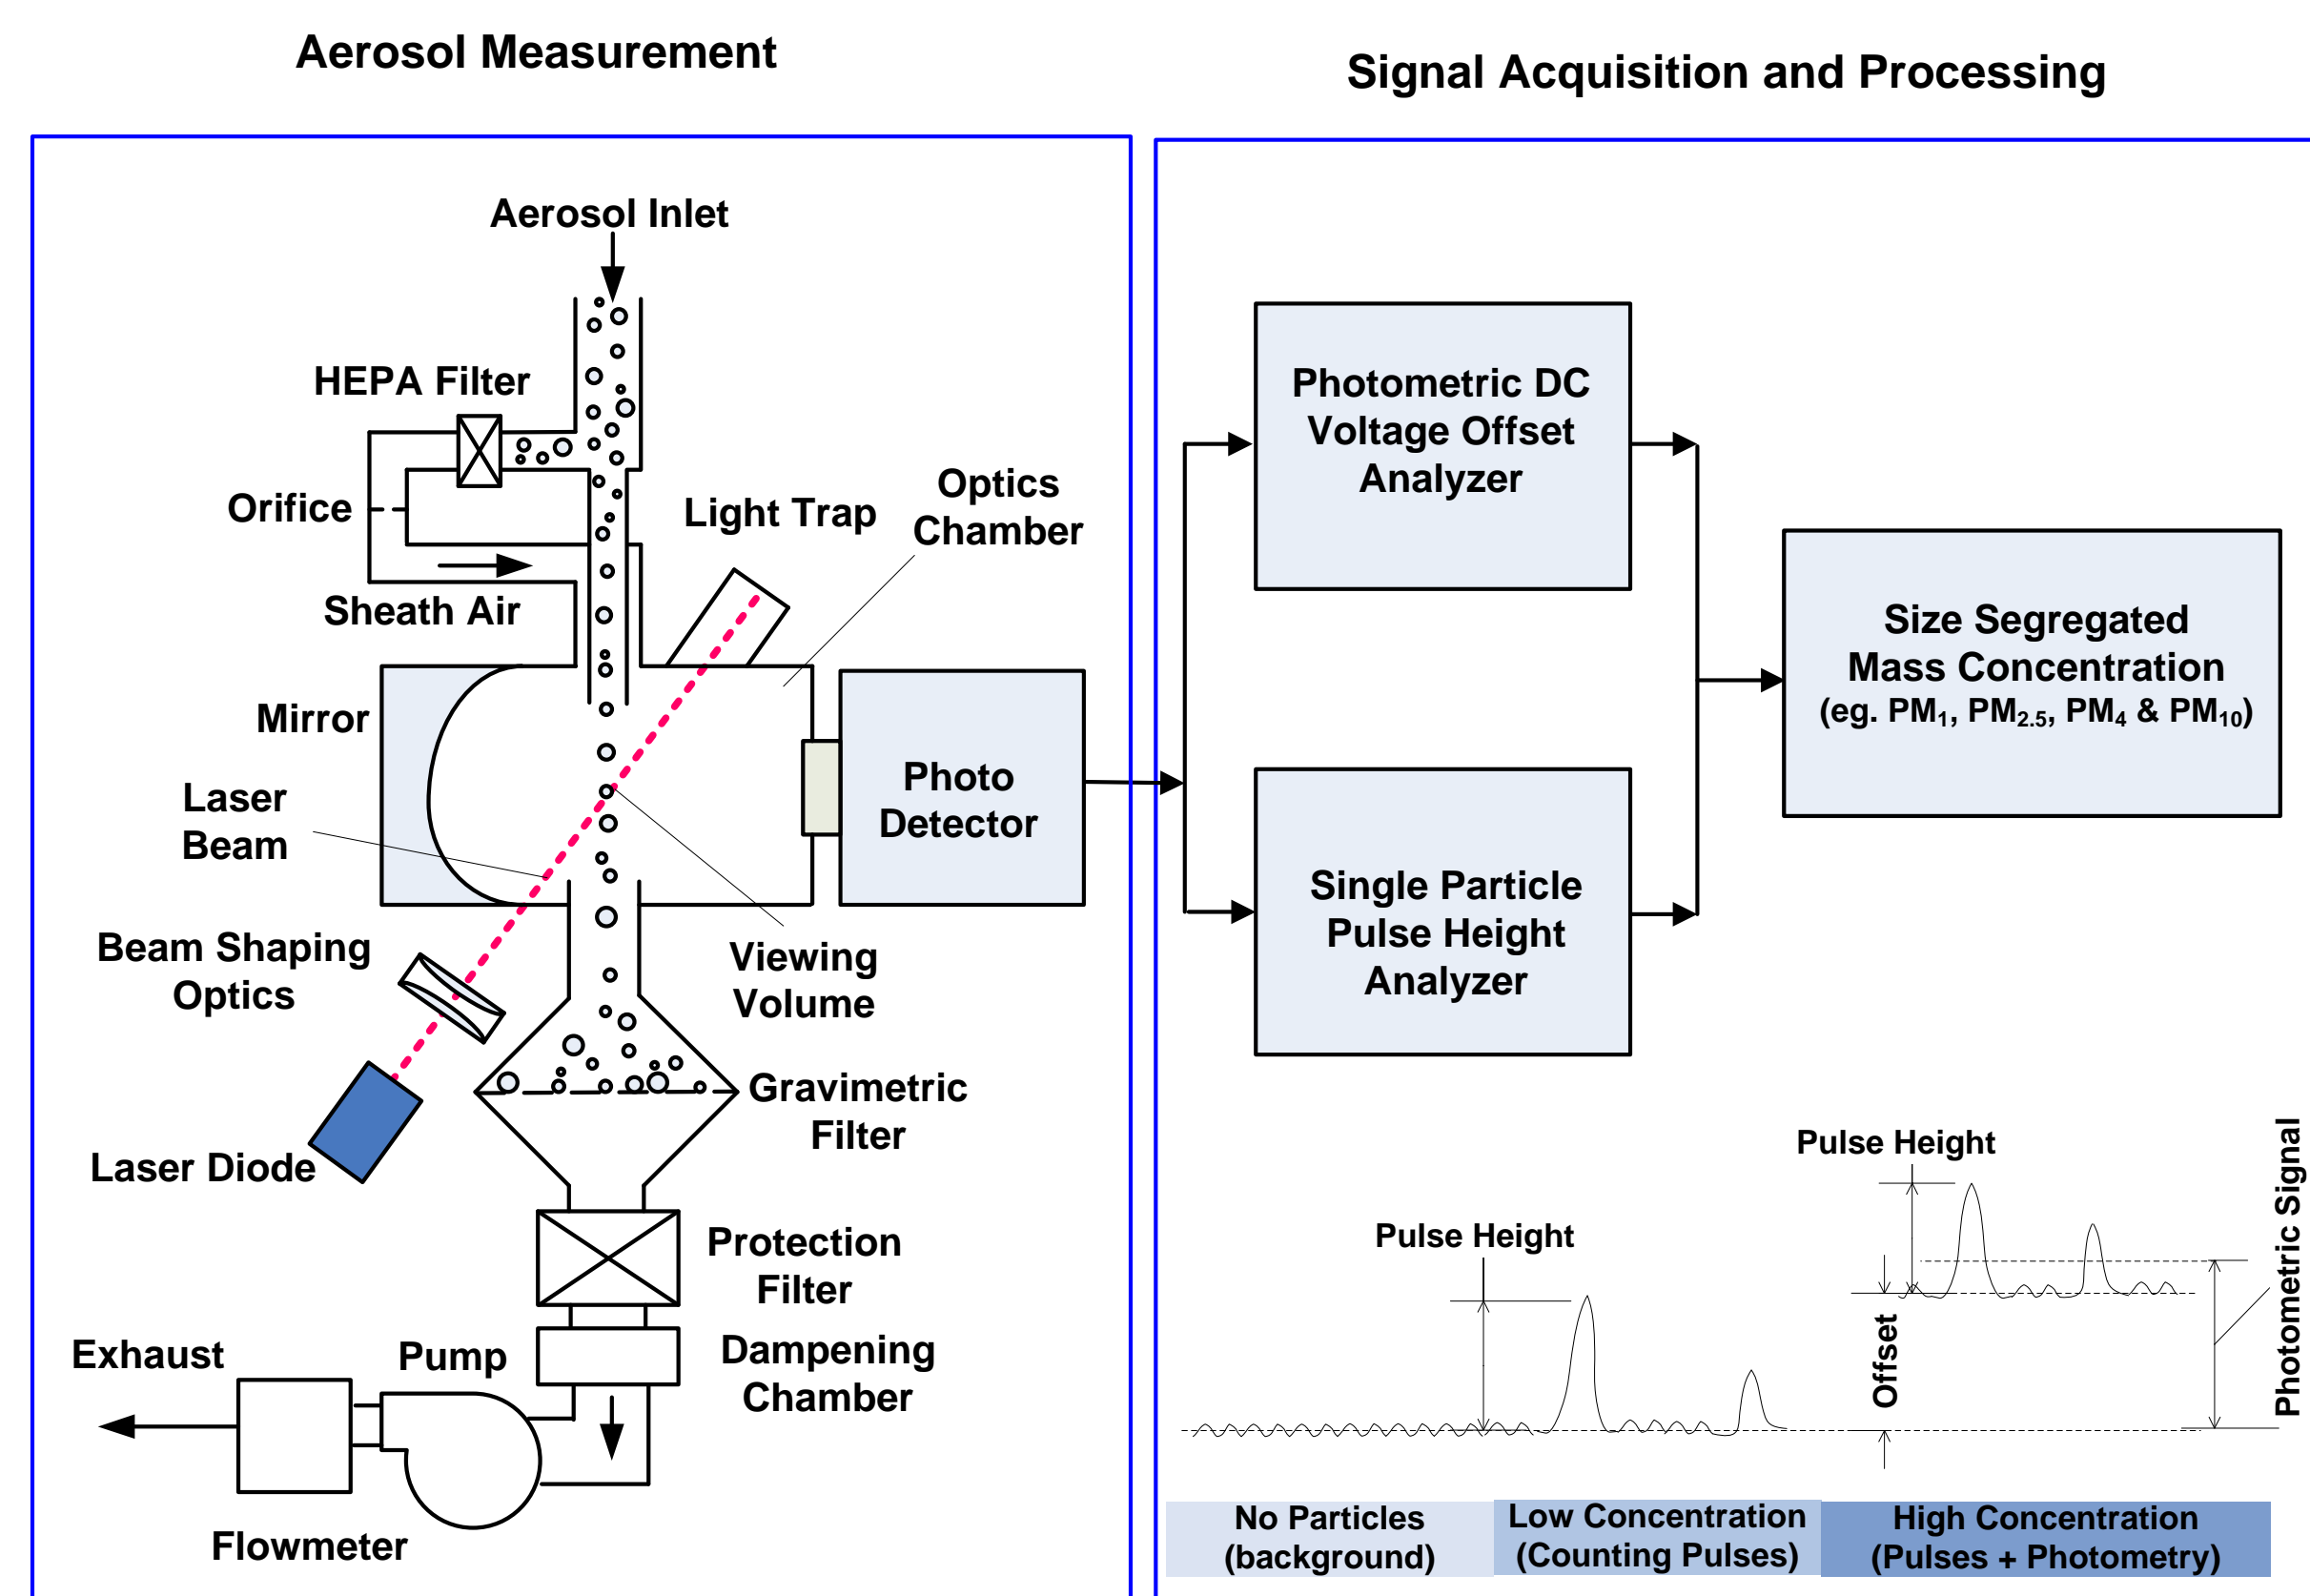 Aerosol Measurement
Signal Acquisition and Processing
Aerosol Inlet
HEPA Filter
Orifice
Sheath Air
Light Trap
Optics
Chamber
Mirror
Laser
Beam
Photo
Detector
Beam Shaping
Optics
Viewing
Volume
Laser Diode
Gravimetric
Filter
Protection
Filter
Dampening
Chamber
Exhaust
Pump
Flowmeter
Photometric DC
Voltage Offset
Analyzer
Single Particle
Pulse Height
Analyzer
Size Segregated
Mass Concentration
(eg. PM₁, PM₂.₅, PM₄ & PM₁₀)
Pulse Height
Pulse Height
Offset
Photometric Signal
No Particles
(background)
Low Concentration
(Counting Pulses)
High Concentration
(Pulses + Photometry)